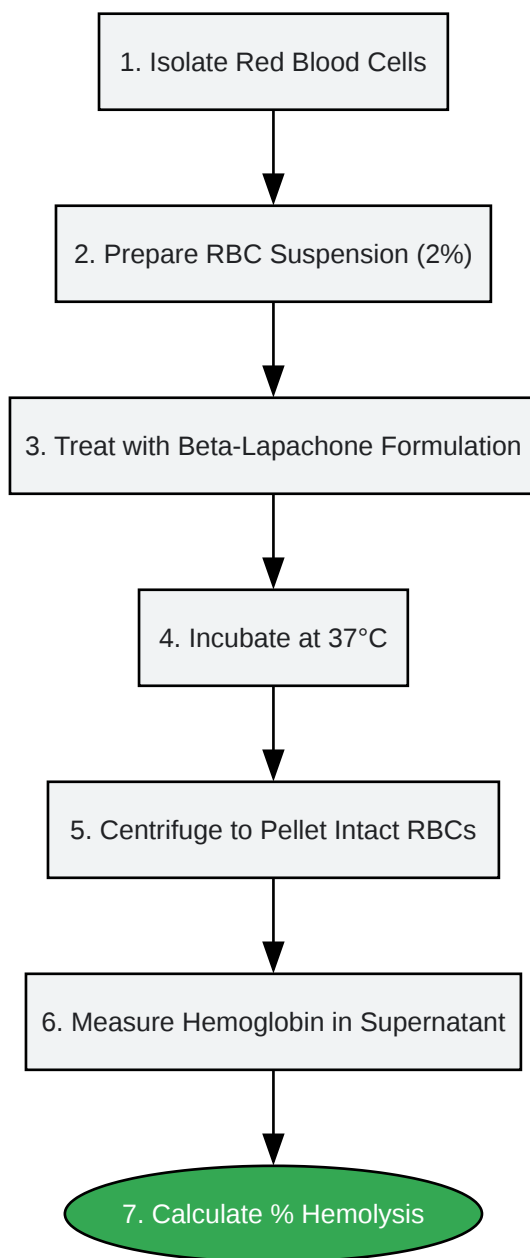 1. Isolate Red Blood Cells
2. Prepare RBC Suspension (2%)
3. Treat with Beta-Lapachone Formulation
4. Incubate at 37°C
5. Centrifuge to Pellet Intact RBCs
6. Measure Hemoglobin in Supernatant
7. Calculate % Hemolysis